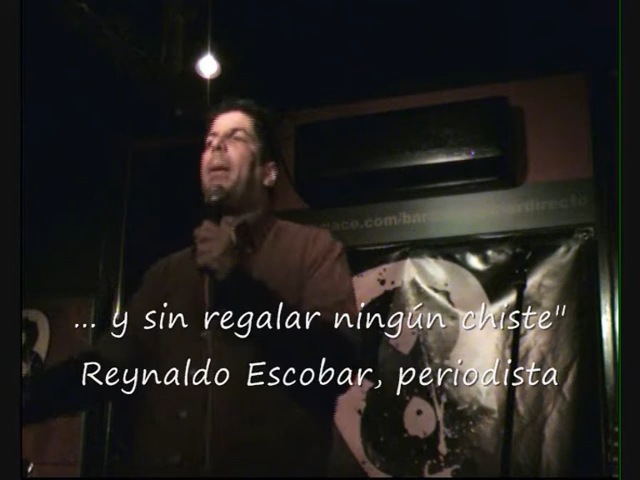 ... y sin regalar ningún chiste"
Reynaldo Escobar, periodista